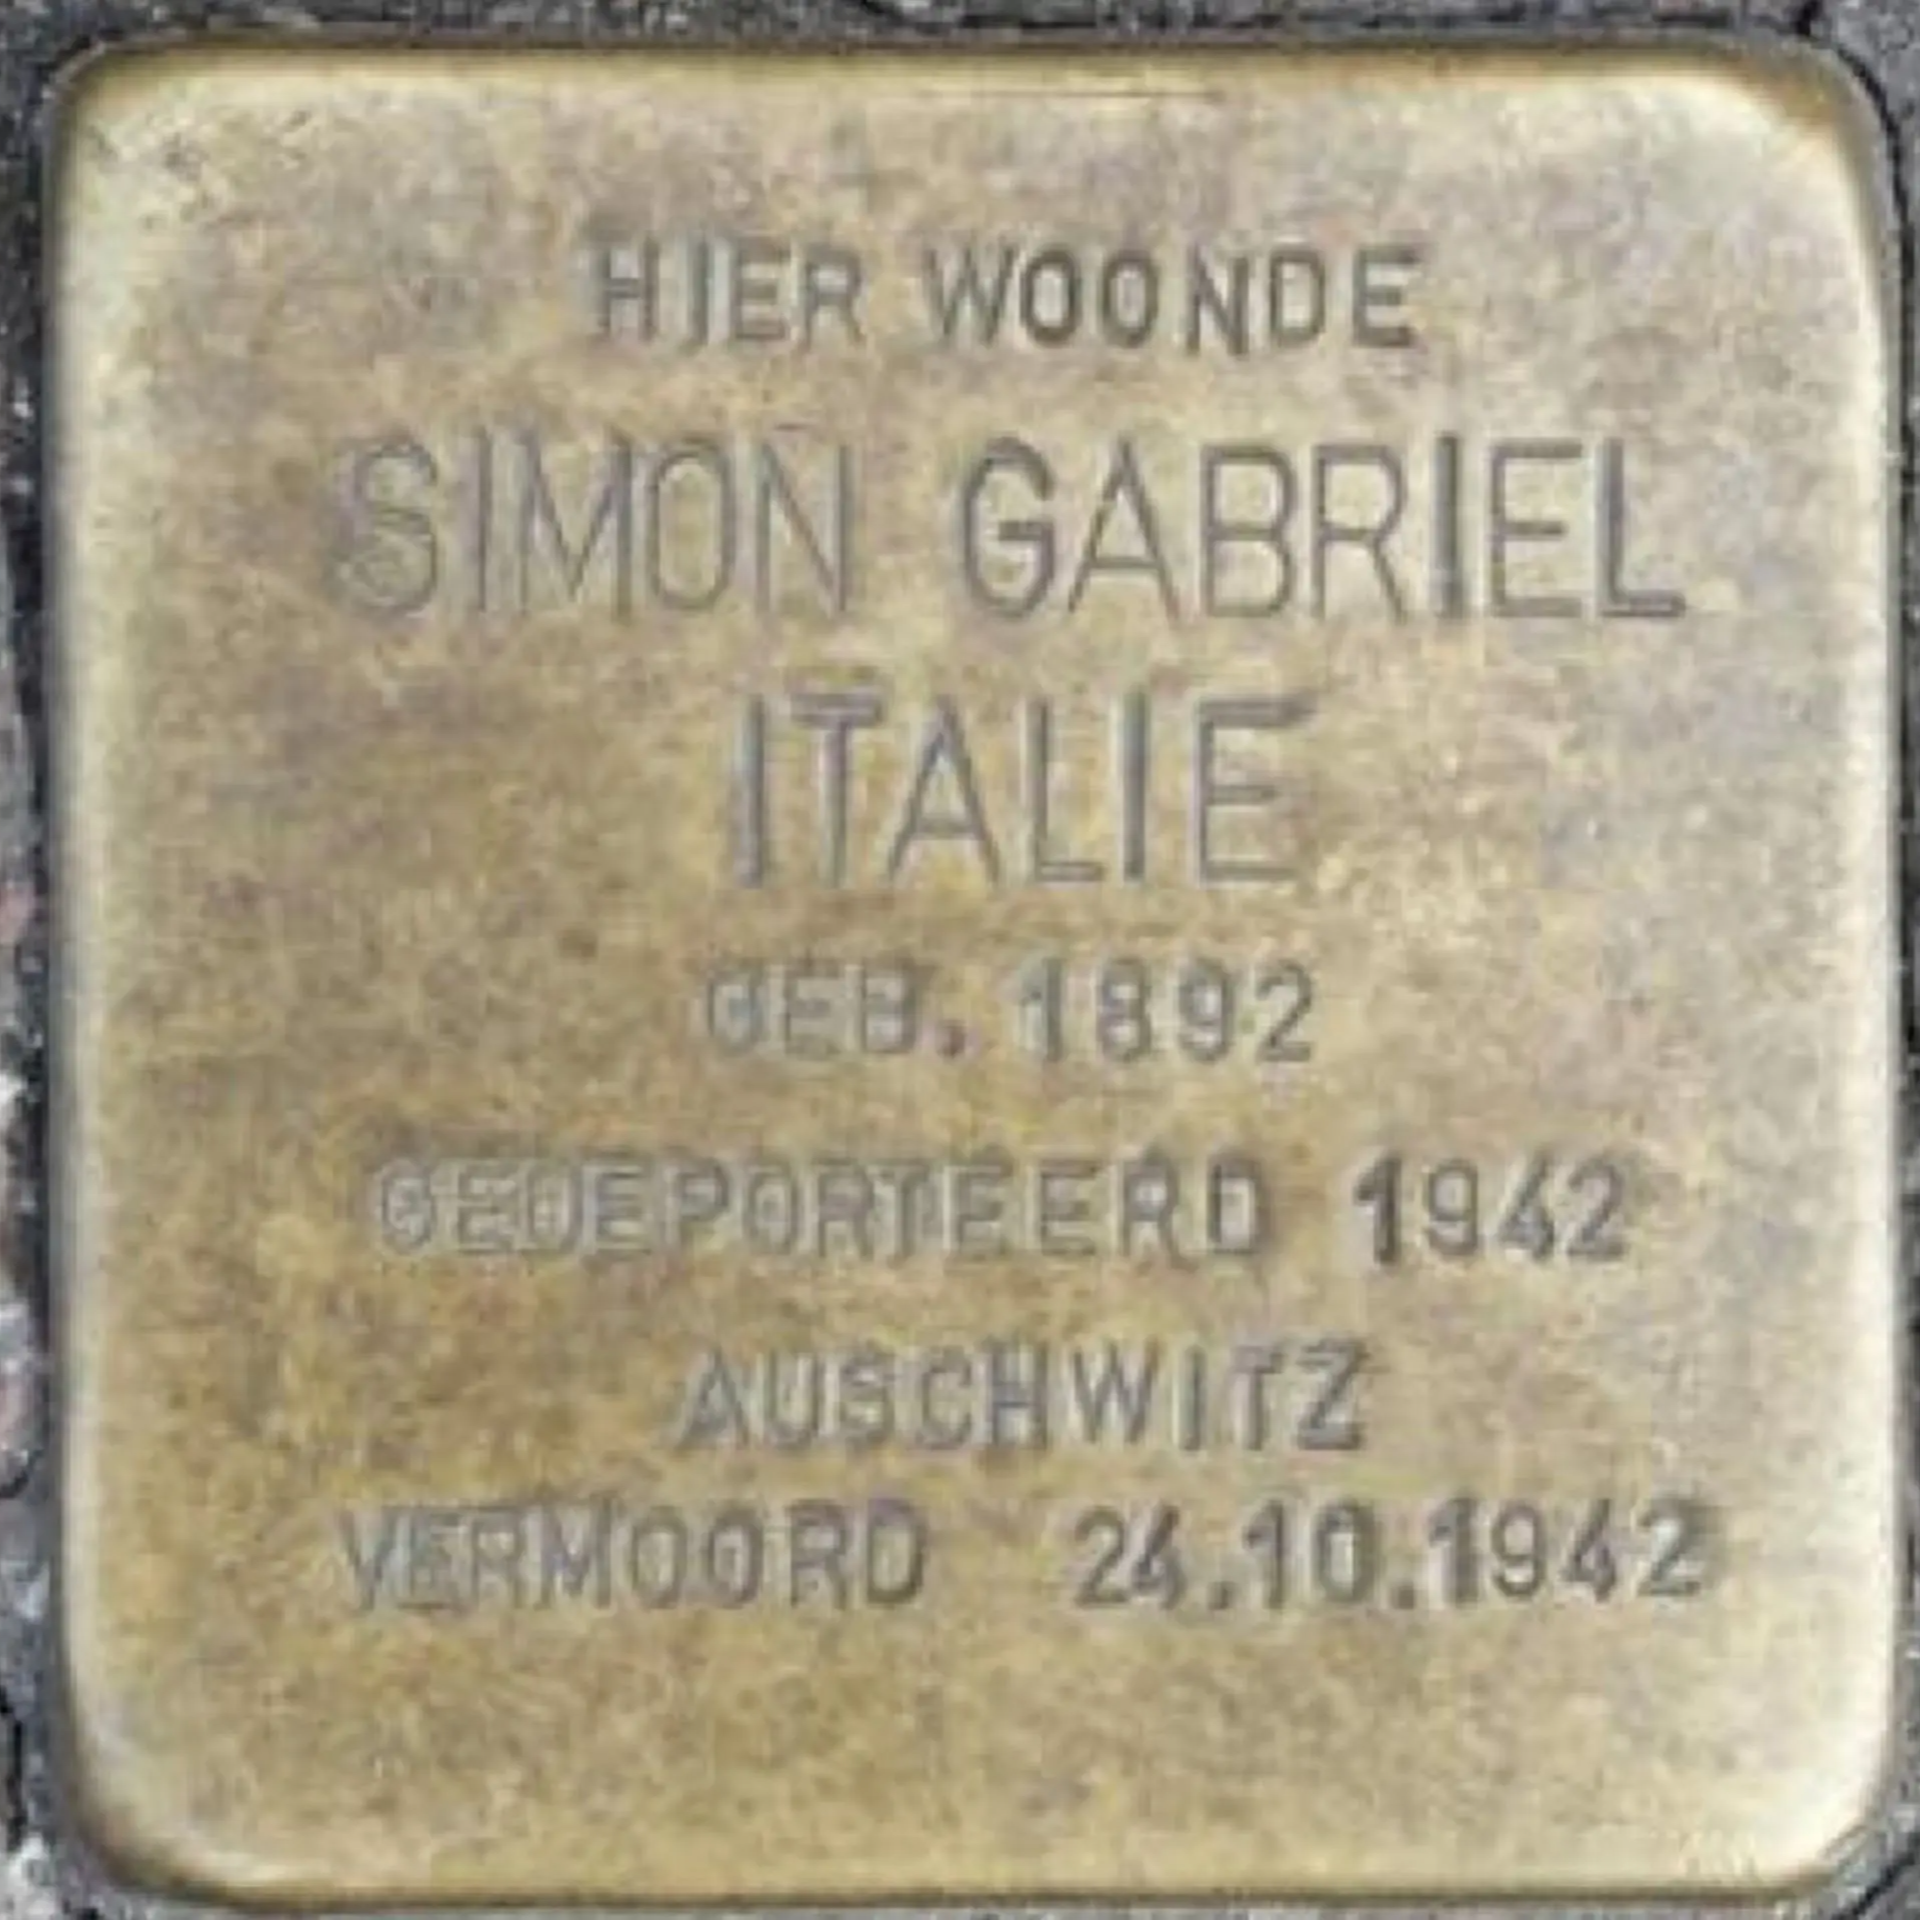 HIER WOONDE
SIMON GABRIEL
ITALIE
GEB. 1892
GEDEPORTEERD 1942
AUSCHWITZ
VERMOORD 24.10.1942